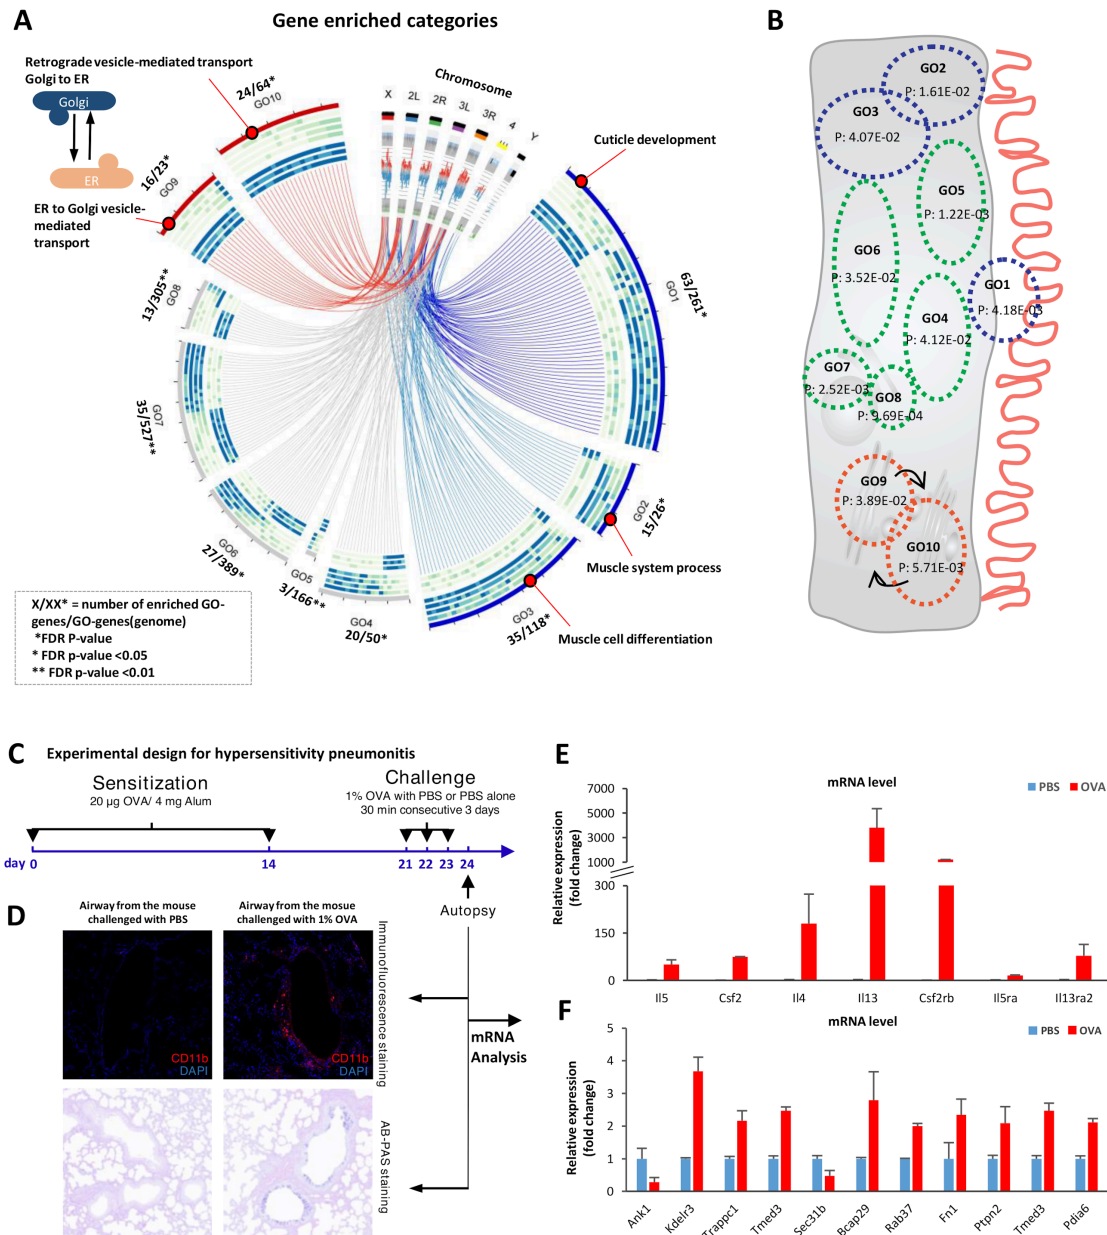 A
Gene enriched categories
Retrograde vesicle-mediated transport
Golgi to ER
Golgi
ER
ER to Golgi vesicle-
mediated
transport
24/64*
GO10
16/23*
GO9
13/305**
GO8
35/527**
GO7
27/389*
GO6
3/166**
GO5
GO4
20/50*
GO3
35/118*
GO2
15/26*
GO1
63/261*
Chromosome
X 2L 2R 3L 3R 4 Y
Cuticle development
Muscle system process
Muscle cell differentiation
X/XX* = number of enriched GO-
genes/GO-genes(genome)
*FDR P-value
* FDR p-value <0.05
** FDR p-value <0.01
B
GO2
P: 1.61E-02
GO3
P: 4.07E-02
GO5
P: 1.22E-03
GO6
P: 3.52E-02
GO1
P: 4.18E-03
GO4
P: 4.12E-02
GO7
P: 2.52E-03
GO8
P: 9.69E-04
GO9
P: 3.89E-02
GO10
P: 5.71E-03
C
Experimental design for hypersensitivity pneumonitis
Sensitization
20 µg OVA/ 4 mg Alum
Challenge
1% OVA with PBS or PBS alone
30 min consecutive 3 days
day 0 14 21 22 23 24
Autopsy
mRNA
Analysis
D
Airway from the mouse
challenged with PBS
Airway from the mosue
challenged with 1% OVA
CD11b
DAPI
CD11b
DAPI
Immunofluorescence staining
AB-PAS staining
E
mRNA level
PBS OVA
Relative expression
(fold change)
7000
5000
3000
1000
300
150
0
Il5 Csf2 Il4 Il13 Csf2rb Il5ra Il13ra2
F
mRNA level
PBS OVA
Relative expression
(fold change)
5
4
3
2
1
0
Ank1 Kdelr3 Trappc1 Tmed3 Sec31b Bcap29 Rab37 Fn1 Ptpn2 Tmed3 Pdia6